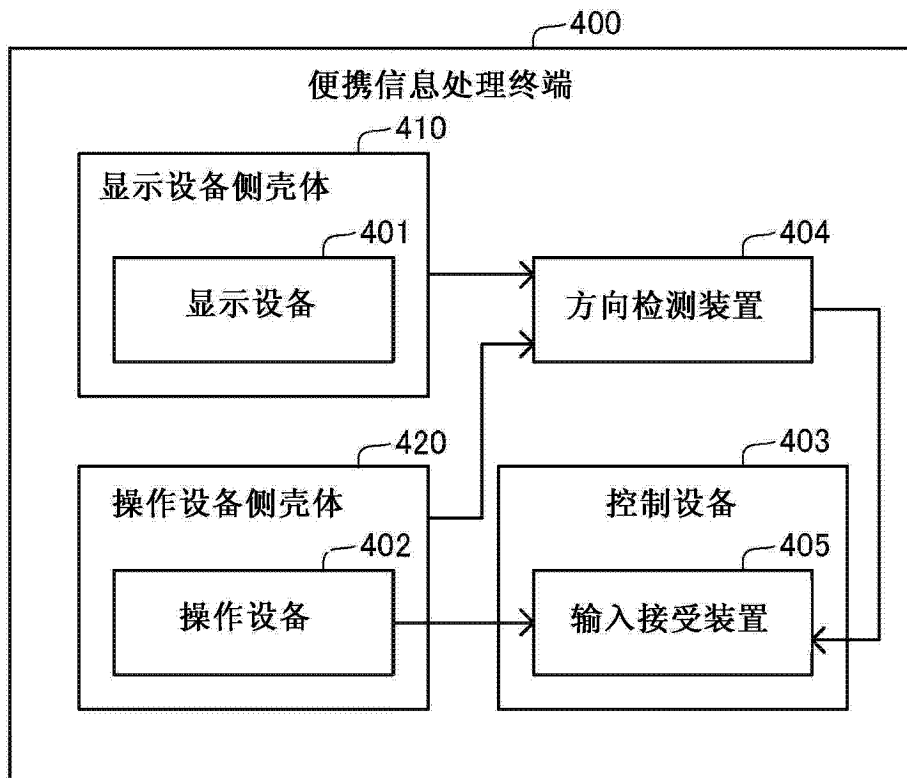 400
便携信息处理终端
410
显示设备侧壳体
401
显示设备
404
方向检测装置
420
操作设备侧壳体
402
操作设备
403
控制设备
405
输入接受装置